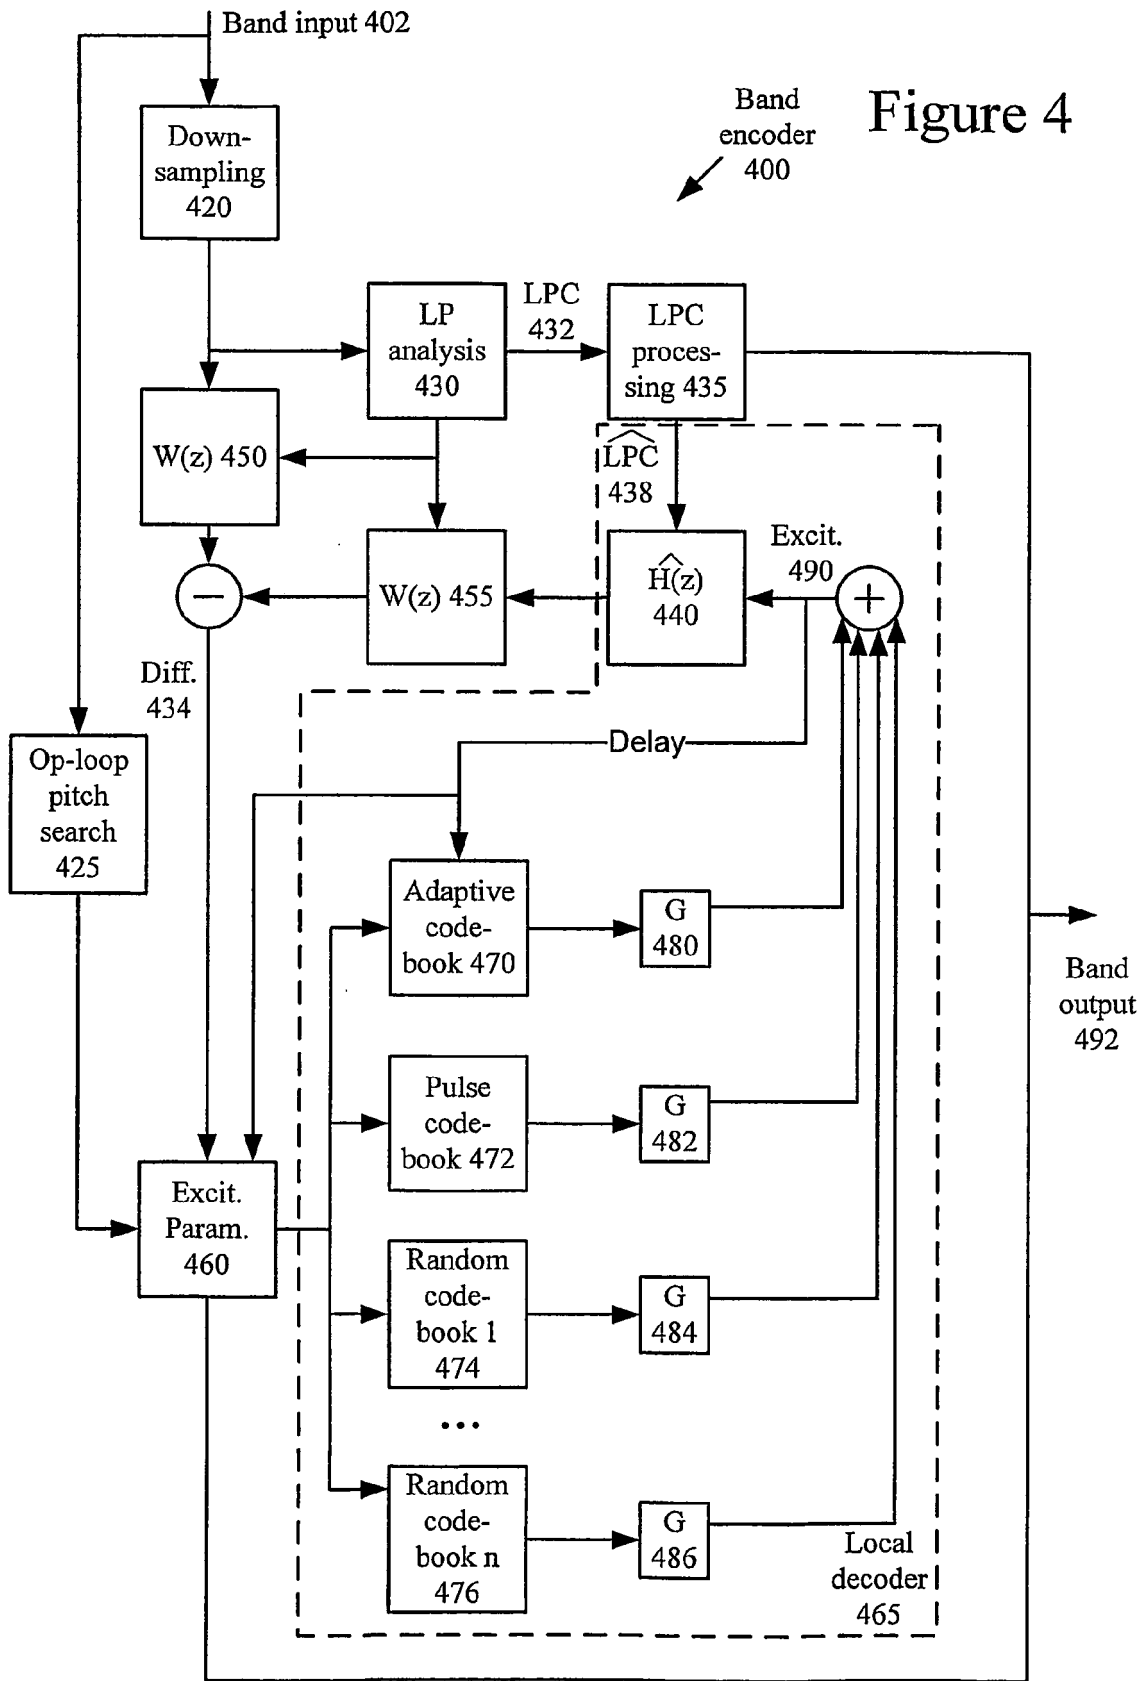 Band input 402
Figure 4
Band
encoder
400
Down-
sampling
420
LP
analysis
430
LPC
432
LPC
proces-
sing 435
W(z) 450
LPC
438
W(z) 455
H(z)
440
Excit.
490
+
−
Diff.
434
Delay
Op-loop
pitch
search
425
Adaptive
code-
book 470
G
480
Band
output
492
Pulse
code-
book 472
G
482
Excit.
Param.
460
Random
code-
book 1
474
G
484
...
Random
code-
book n
476
G
486
Local
decoder
465